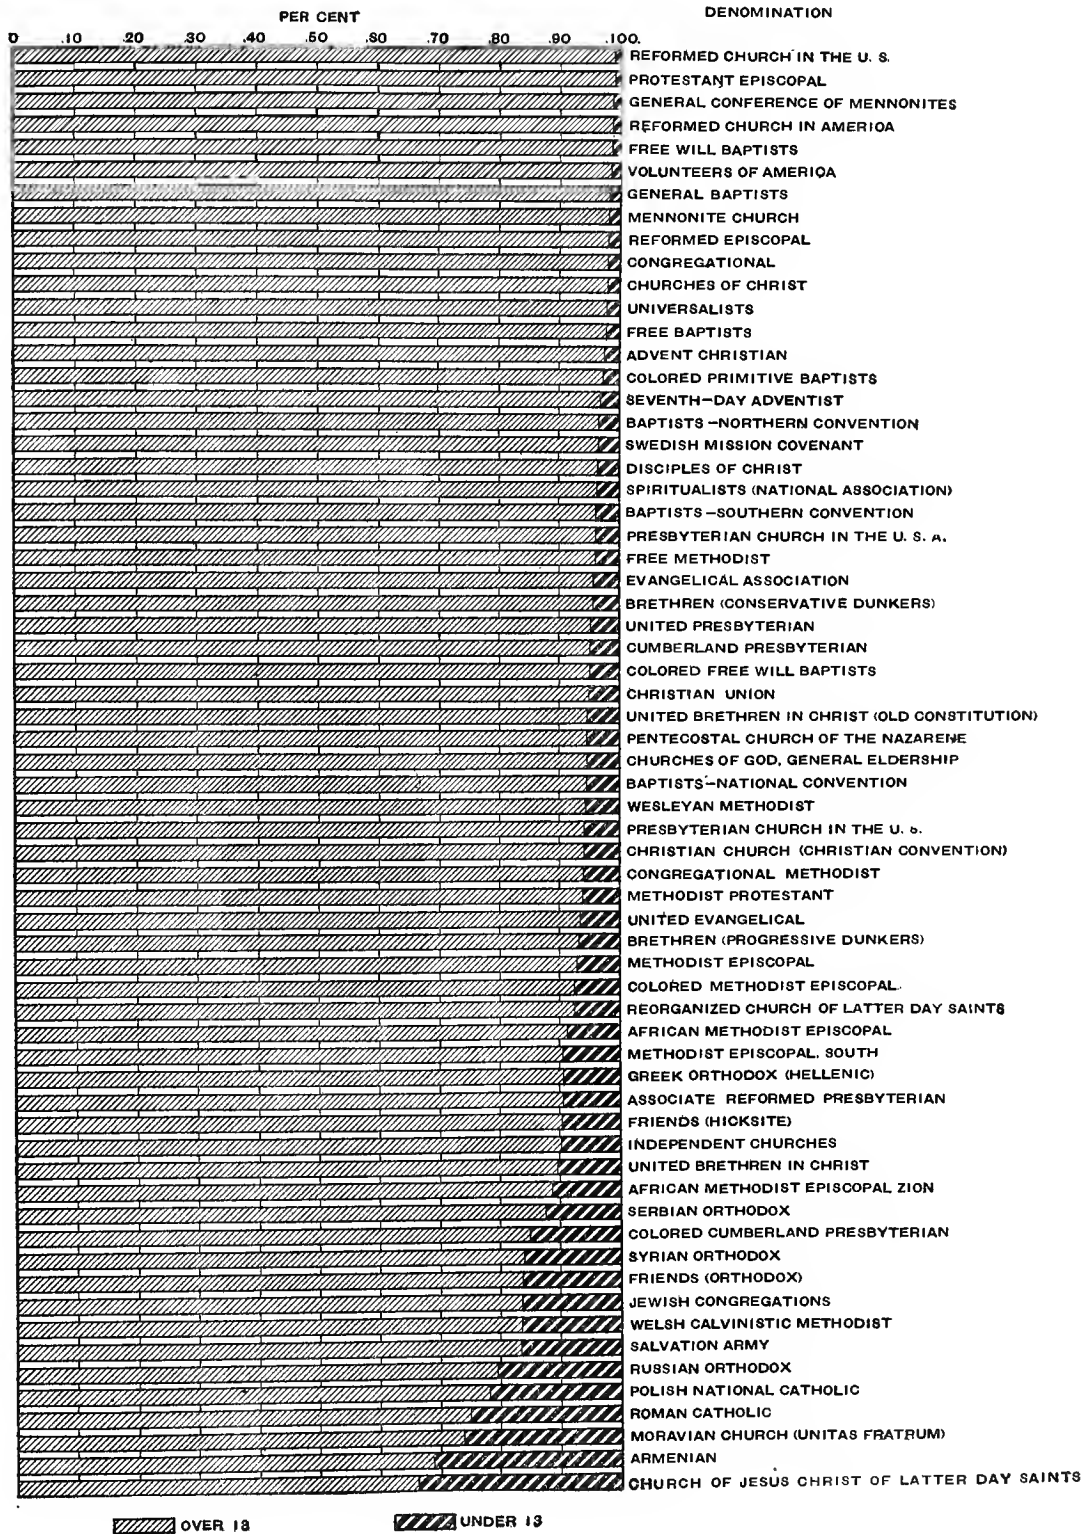 PER CENT
DENOMINATION
0 .10 .20 .30 .40 .50 .60 .70 .80 .90 .100.
REFORMED CHURCH IN THE U. S.
PROTESTANT EPISCOPAL
GENERAL CONFERENCE OF MENNONITES
REFORMED CHURCH IN AMERICA
FREE WILL BAPTISTS
VOLUNTEERS OF AMERICA
GENERAL BAPTISTS
MENNONITE CHURCH
REFORMED EPISCOPAL
CONGREGATIONAL
CHURCHES OF CHRIST
UNIVERSALISTS
FREE BAPTISTS
ADVENT CHRISTIAN
COLORED PRIMITIVE BAPTISTS
SEVENTH-DAY ADVENTIST
BAPTISTS-NORTHERN CONVENTION
SWEDISH MISSION COVENANT
DISCIPLES OF CHRIST
SPIRITUALISTS (NATIONAL ASSOCIATION)
BAPTISTS-SOUTHERN CONVENTION
PRESBYTERIAN CHURCH IN THE U. S. A.
FREE METHODIST
EVANGELICAL ASSOCIATION
BRETHREN (CONSERVATIVE DUNKERS)
UNITED PRESBYTERIAN
CUMBERLAND PRESBYTERIAN
COLORED FREE WILL BAPTISTS
CHRISTIAN UNION
UNITED BRETHREN IN CHRIST (OLD CONSTITUTION)
PENTECOSTAL CHURCH OF THE NAZARENE
CHURCHES OF GOD, GENERAL ELDERSHIP
BAPTISTS-NATIONAL CONVENTION
WESLEYAN METHODIST
PRESBYTERIAN CHURCH IN THE U. S.
CHRISTIAN CHURCH (CHRISTIAN CONVENTION)
CONGREGATIONAL METHODIST
METHODIST PROTESTANT
UNITED EVANGELICAL
BRETHREN (PROGRESSIVE DUNKERS)
METHODIST EPISCOPAL
COLORED METHODIST EPISCOPAL
REORGANIZED CHURCH OF LATTER DAY SAINTS
AFRICAN METHODIST EPISCOPAL
METHODIST EPISCOPAL, SOUTH
GREEK ORTHODOX (HELLENIC)
ASSOCIATE REFORMED PRESBYTERIAN
FRIENDS (HICKSITE)
INDEPENDENT CHURCHES
UNITED BRETHREN IN CHRIST
AFRICAN METHODIST EPISCOPAL ZION
SERBIAN ORTHODOX
COLORED CUMBERLAND PRESBYTERIAN
SYRIAN ORTHODOX
FRIENDS (ORTHODOX)
JEWISH CONGREGATIONS
WELSH CALVINISTIC METHODIST
SALVATION ARMY
RUSSIAN ORTHODOX
POLISH NATIONAL CATHOLIC
ROMAN CATHOLIC
MORAVIAN CHURCH (UNITAS FRATRUM)
ARMENIAN
CHURCH OF JESUS CHRIST OF LATTER DAY SAINTS
OVER 13 UNDER 13